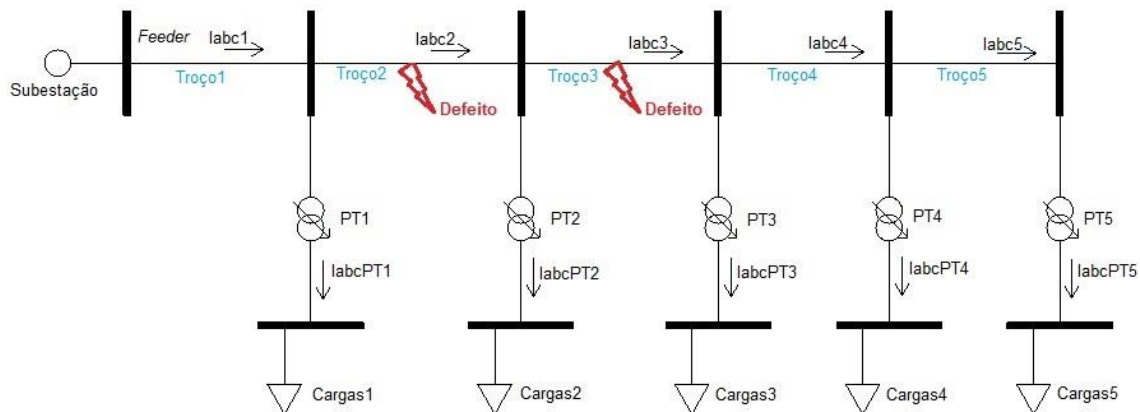 Feeder
Iabc1
Iabc2
Iabc3
Iabc4
Iabc5
Subestação
Troço1
Troço2
Troço3
Troço4
Troço5
Defeito
Defeito
PT1
PT2
PT3
PT4
PT5
IabcPT1
IabcPT2
IabcPT3
IabcPT4
IabcPT5
Cargas1
Cargas2
Cargas3
Cargas4
Cargas5